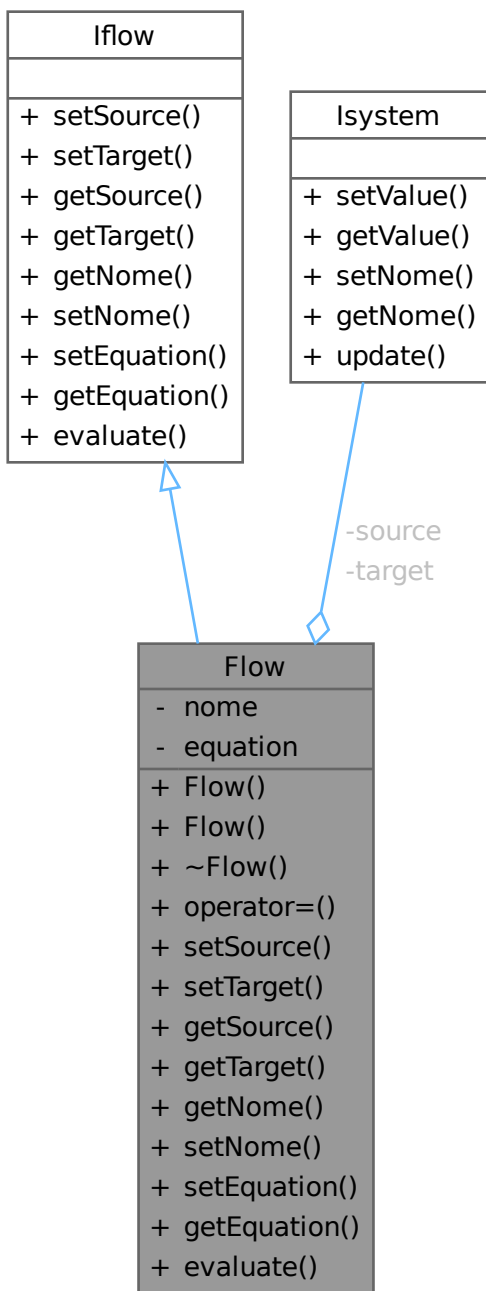 Iflow
+ setSource()
+ setTarget()
+ getSource()
+ getTarget()
+ getNome()
+ setNome()
+ setEquation()
+ getEquation()
+ evaluate()
Isystem
+ setValue()
+ getValue()
+ setNome()
+ getNome()
+ update()
-source
-target
Flow
- nome
- equation
+ Flow()
+ Flow()
+ ~Flow()
+ operator=()
+ setSource()
+ setTarget()
+ getSource()
+ getTarget()
+ getNome()
+ setNome()
+ setEquation()
+ getEquation()
+ evaluate()